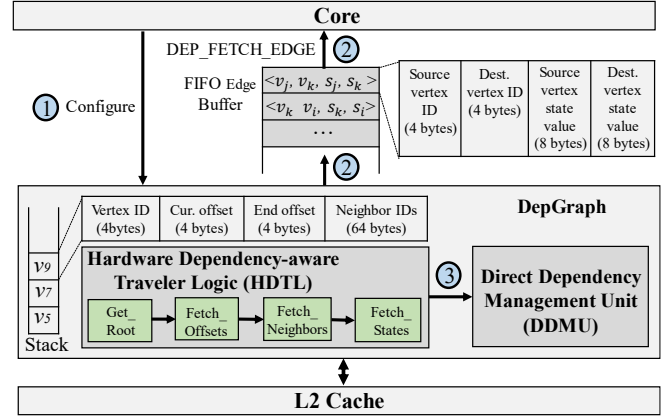 Core
DEP_FETCH_EDGE
2
1
Configure
FIFO Edge
Buffer
<vj, vk, sj, sk >
<vk vi, sk, si>
...
Source
vertex
ID
(4 bytes)
Dest.
vertex ID
(4 bytes)
Source
vertex
state
value
(8 bytes)
Dest.
vertex
state
value
(8 bytes)
2
DepGraph
Vertex ID
(4bytes)
Cur. offset
(4 bytes)
End offset
(4 bytes)
Neighbor IDs
(64 bytes)
v9
v7
v5
Stack
Hardware Dependency-aware
Traveler Logic (HDTL)
Get_
Root
Fetch_
Offsets
Fetch_
Neighbors
Fetch_
States
3
Direct Dependency
Management Unit
(DDMU)
L2 Cache